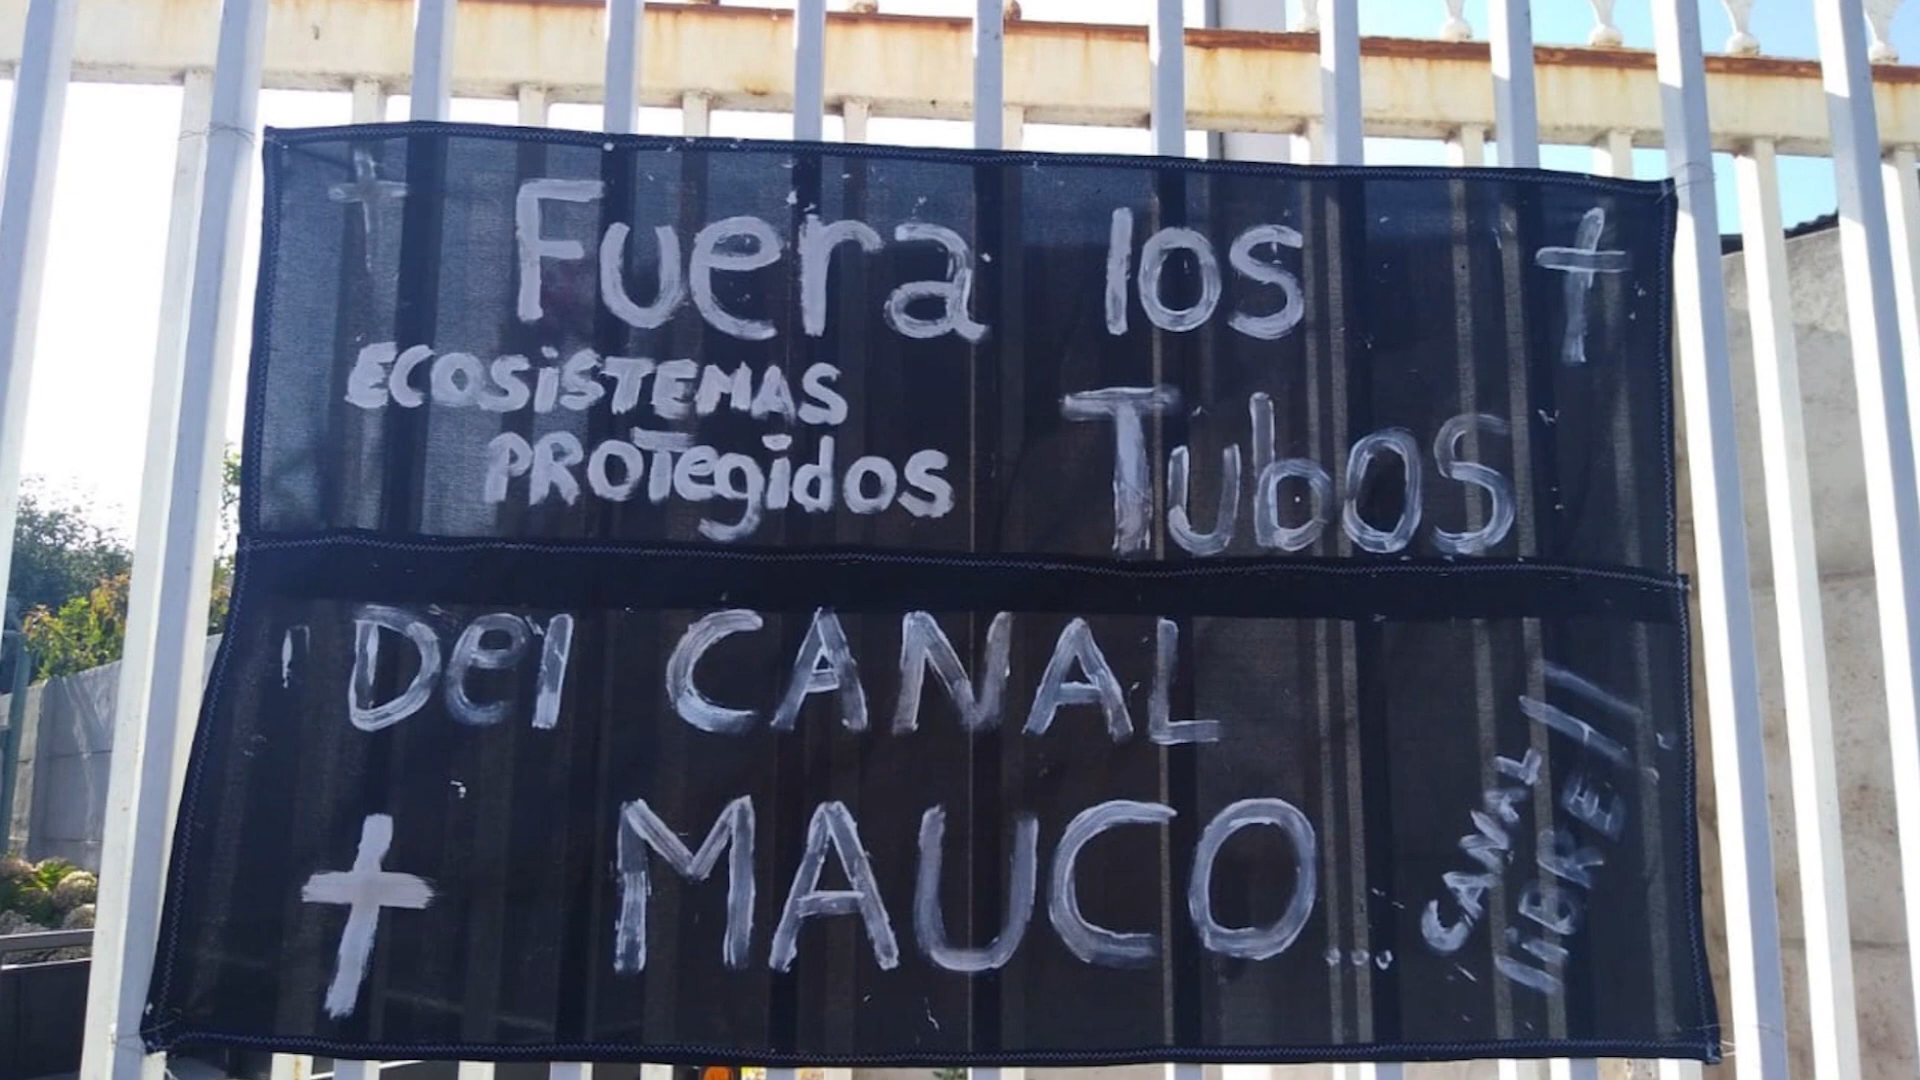 Fuera los
ECOSiSTEMAS
PROTegidos
Tubos
Del CANAL
MAUCO...
CANAL
liBRE!!